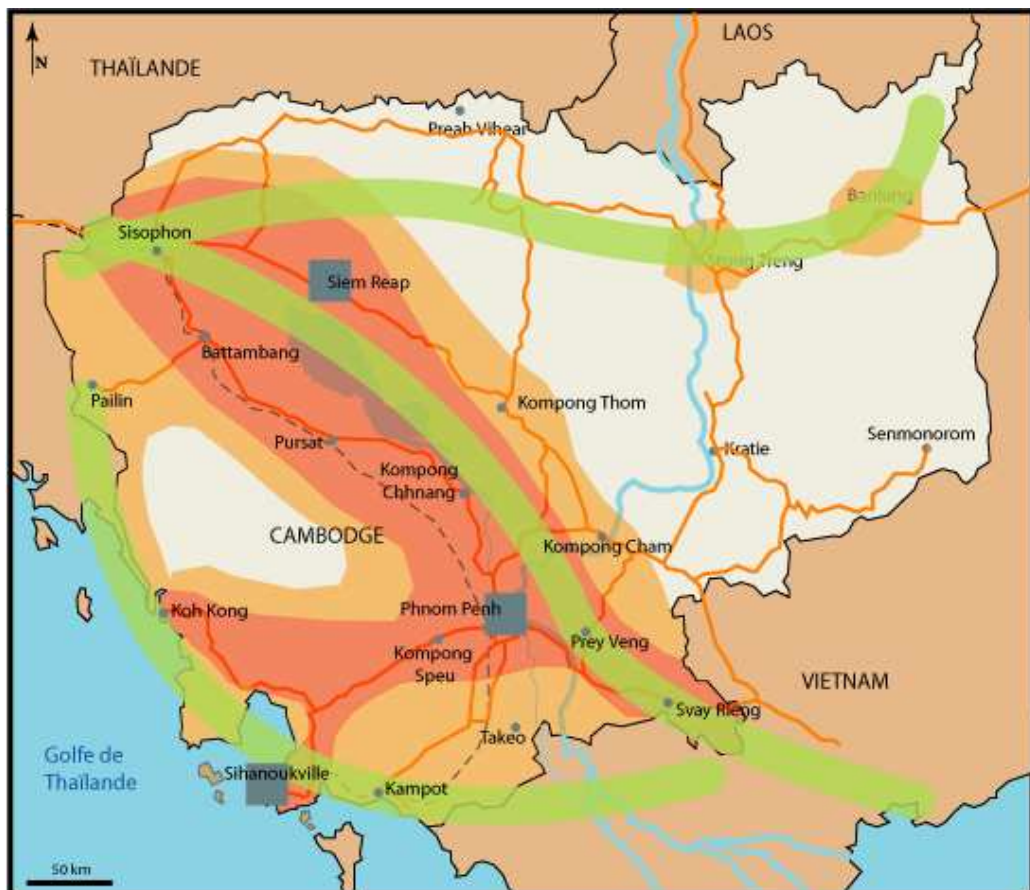 LAOS
N
THAÏLANDE
Preah Vihear
Banlung
Sisophon
Strong Treng
Siem Reap
Battambang
Pailin
Kompong Thom
Pursat
Kratie
Senmonorom
Kompong
Chhnang
CAMBODGE
Kompong Cham
Koh Kong
Phnom Penh
Prey Veng
Kompong
Speu
VIETNAM
Svay Rieng
Takeo
Golfe de
Thaïlande
Sihanoukville
Kampot
50 km